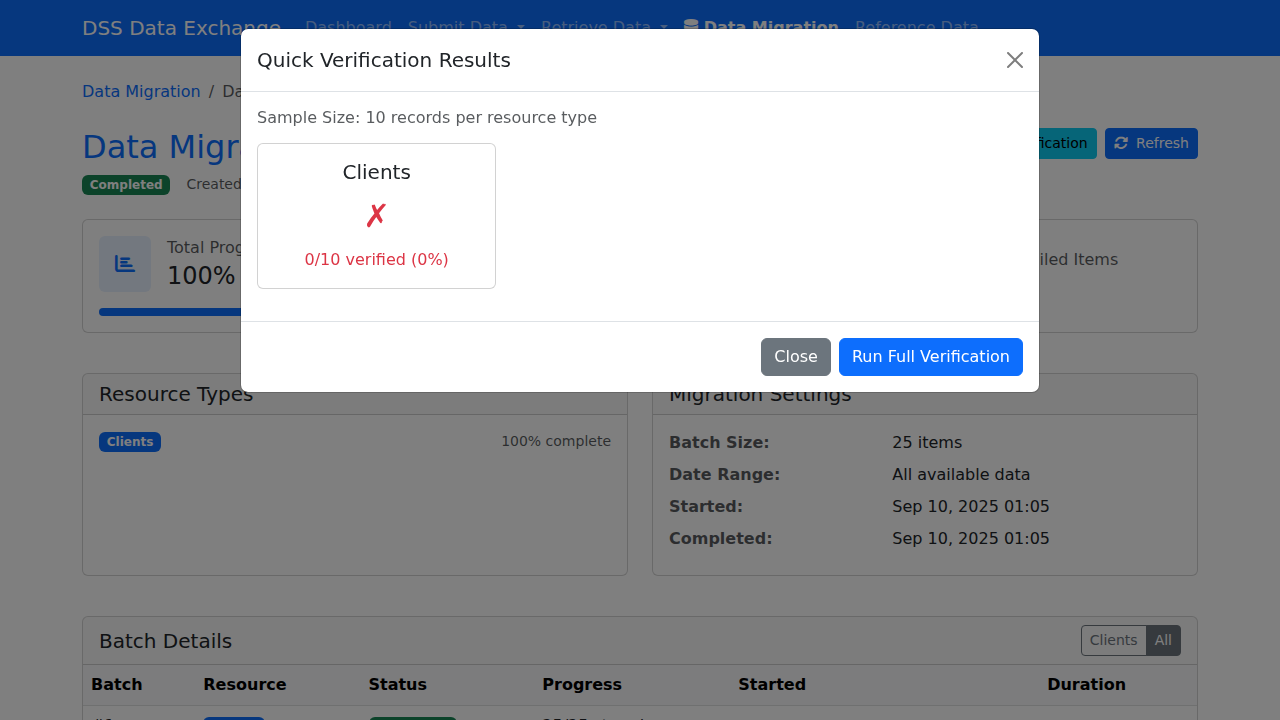 DSS Data Exchange Dashboard Submit Data Retrieve Data Data Migration Reference Data
Quick Verification Results
Data Migration /
Sample Size: 10 records per resource type
Clients
✗
0/10 verified (0%)
Data Migr
Refresh
Completed Created
Total Prog
100%
iled Items
Close Run Full Verification
Resource Types
Clients 100% complete
Migration Settings
Batch Size: 25 items
Date Range: All available data
Started: Sep 10, 2025 01:05
Completed: Sep 10, 2025 01:05
Batch Details
Clients All
Batch Resource Status Progress Started Duration